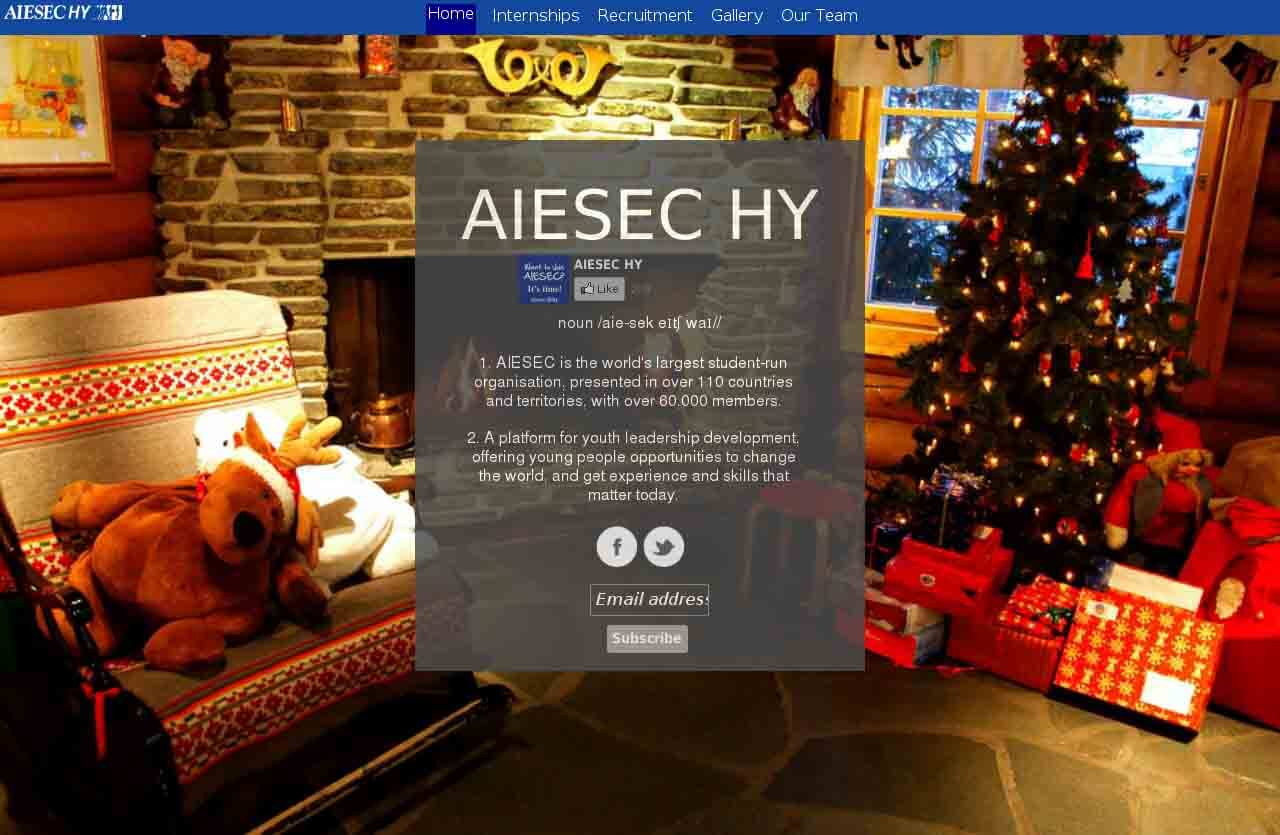 AIESEC HY
Home Internships Recruitment Gallery Our Team
AIESEC HY
AIESEC HY
AIESEC?
It's time!
Like
noun /aie-sek eɪtʃ waɪ//
1. AIESEC is the world's largest student-run
organisation, presented in over 110 countries
and territories, with over 60.000 members.
2. A platform for youth leadership development,
offering young people opportunities to change
the world, and get experience and skills that
matter today.
Email address
Subscribe